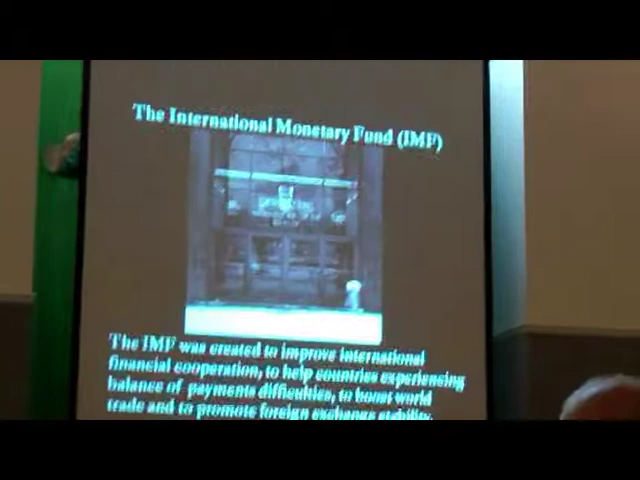 The International Monetary Fund (IMF)
The IMF was created to improve international
financial cooperation, to help countries experiencing
balance of payments difficulties, to boost world
trade and to promote foreign exchange stability.